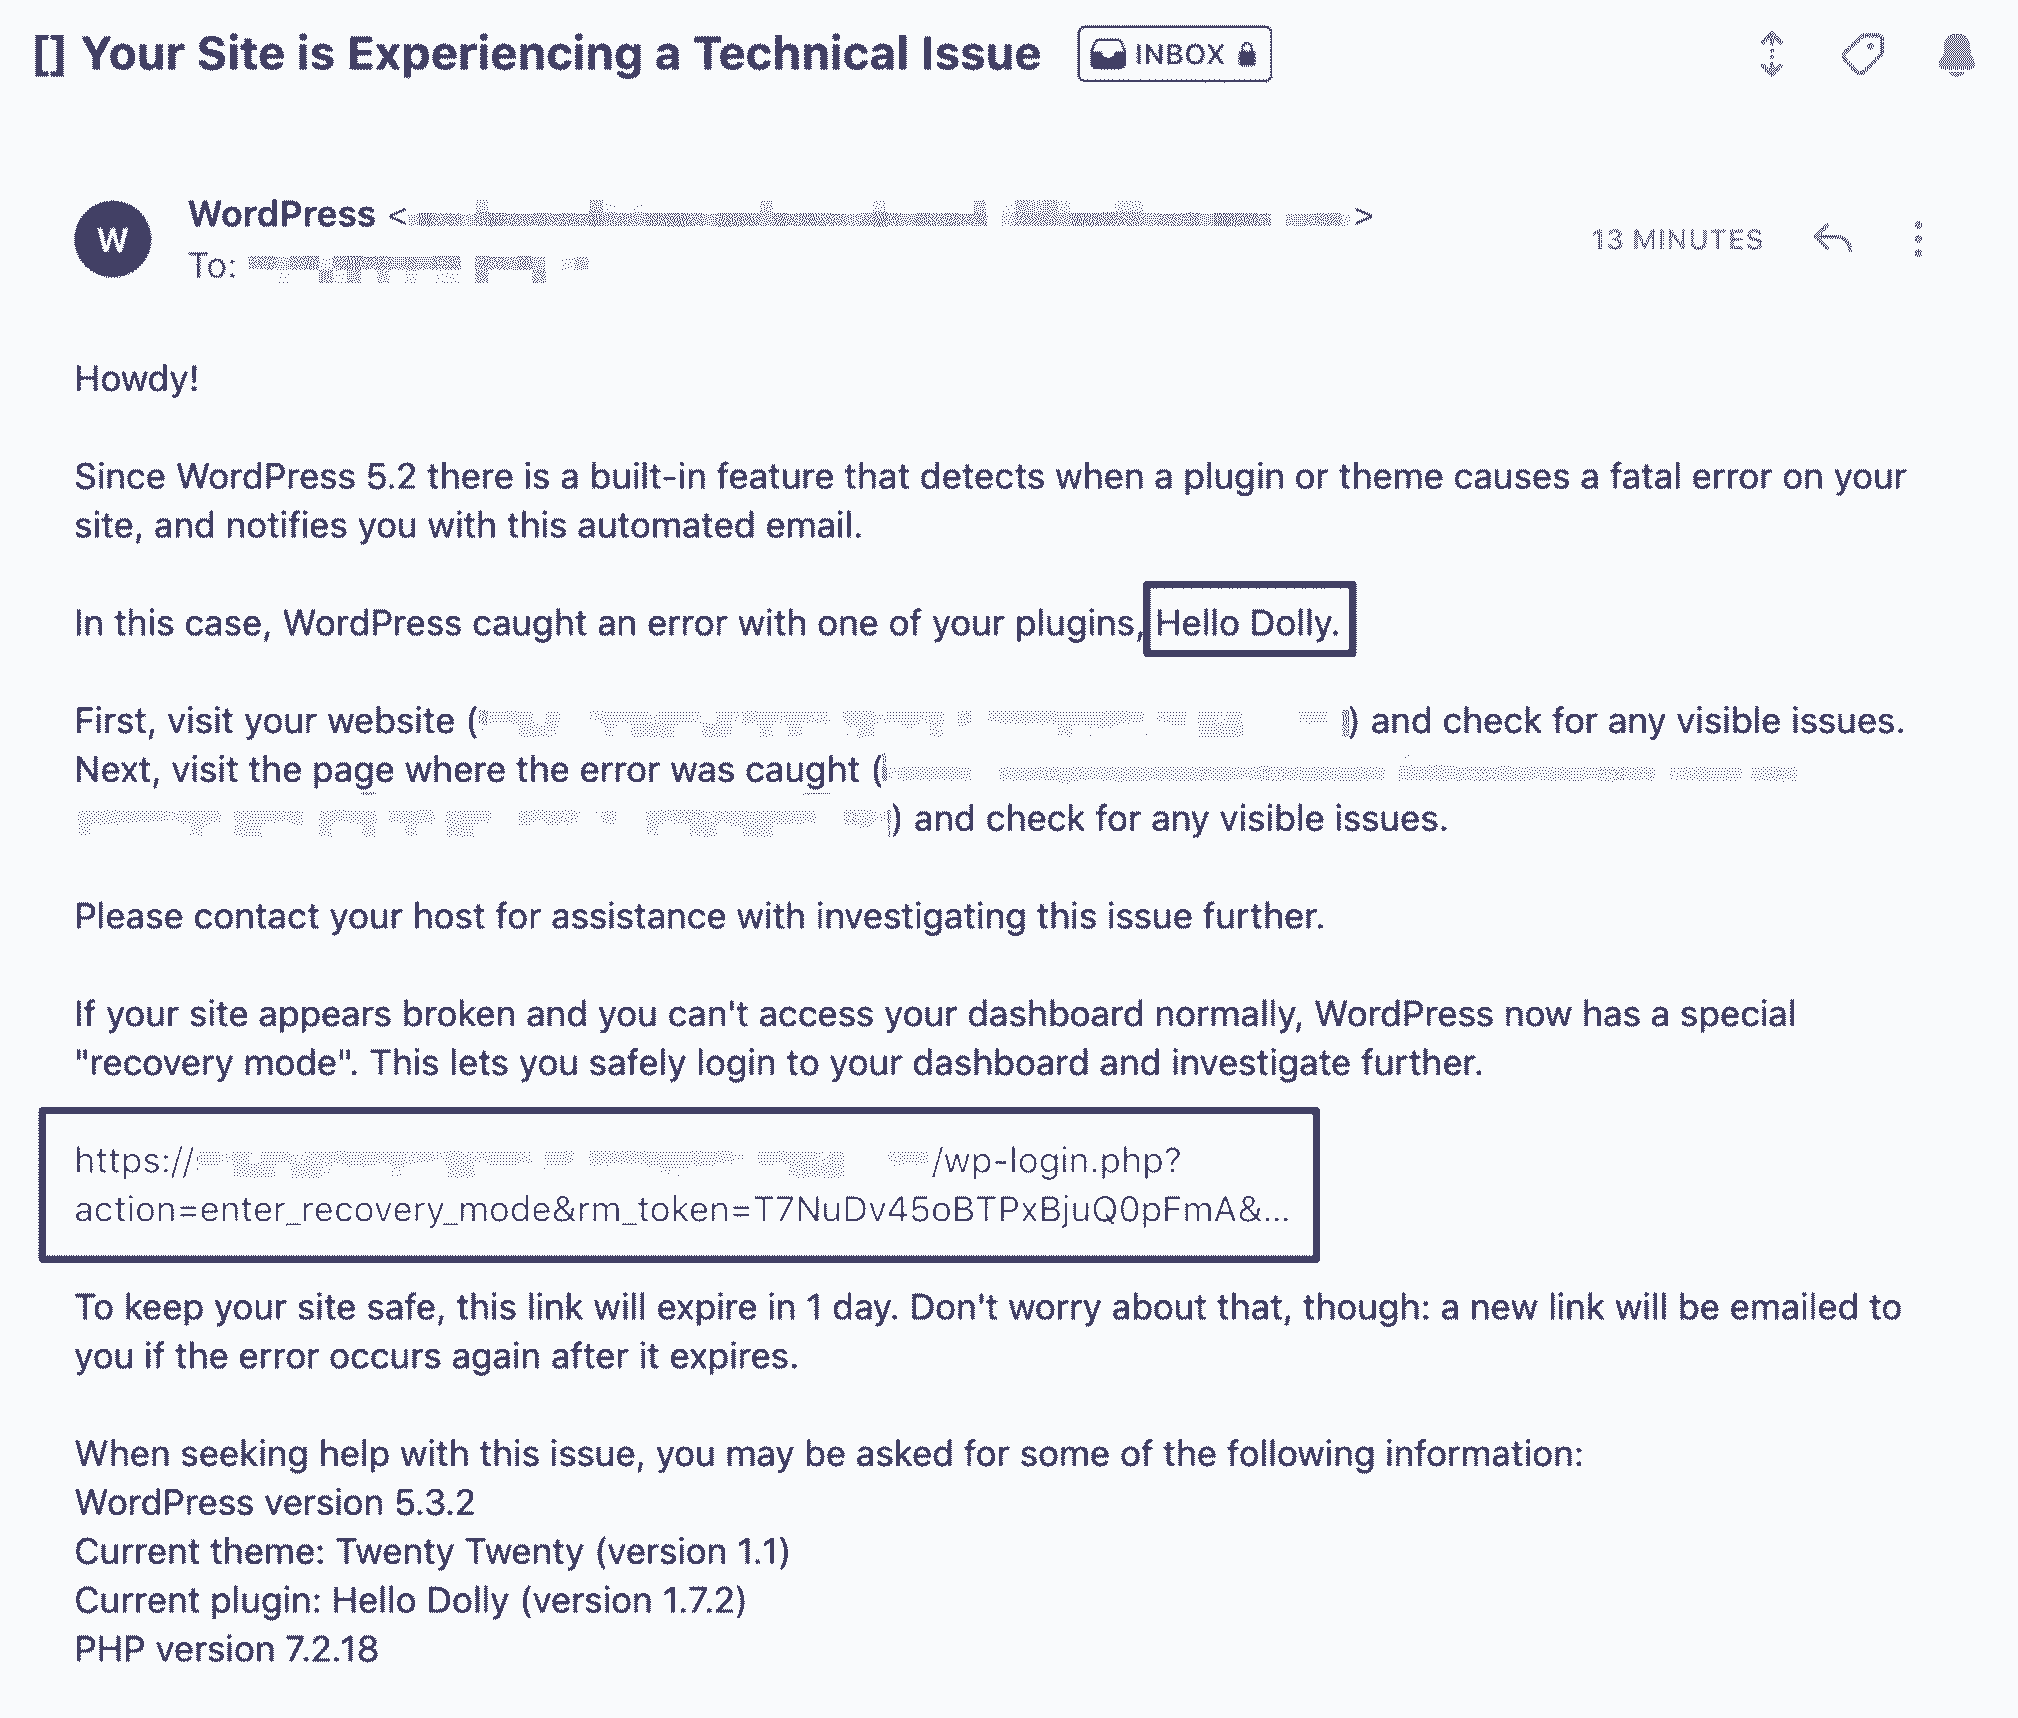 [] Your Site is Experiencing a Technical Issue INBOX
W
WordPress < >
To:
13 MINUTES
Howdy!
Since WordPress 5.2 there is a built-in feature that detects when a plugin or theme causes a fatal error on your
site, and notifies you with this automated email.
In this case, WordPress caught an error with one of your plugins, Hello Dolly.
First, visit your website ( ) and check for any visible issues.
Next, visit the page where the error was caught (
) and check for any visible issues.
Please contact your host for assistance with investigating this issue further.
If your site appears broken and you can't access your dashboard normally, WordPress now has a special
"recovery mode". This lets you safely login to your dashboard and investigate further.
https:// /wp-login.php?
action=enter_recovery_mode&rm_token=T7NuDv45oBTPxBjuQ0pFmA&...
To keep your site safe, this link will expire in 1 day. Don't worry about that, though: a new link will be emailed to
you if the error occurs again after it expires.
When seeking help with this issue, you may be asked for some of the following information:
WordPress version 5.3.2
Current theme: Twenty Twenty (version 1.1)
Current plugin: Hello Dolly (version 1.7.2)
PHP version 7.2.18